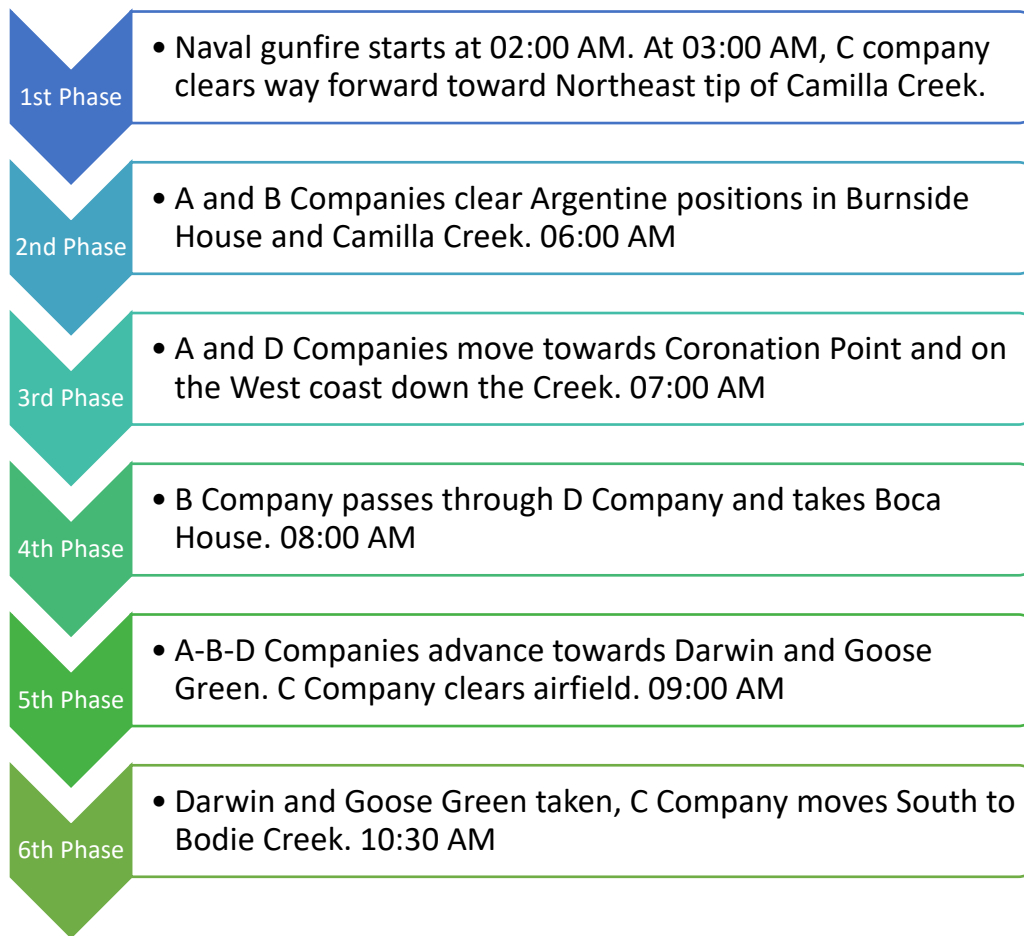 1st Phase
• Naval gunfire starts at 02:00 AM. At 03:00 AM, C company
clears way forward toward Northeast tip of Camilla Creek.
2nd Phase
• A and B Companies clear Argentine positions in Burnside
House and Camilla Creek. 06:00 AM
3rd Phase
• A and D Companies move towards Coronation Point and on
the West coast down the Creek. 07:00 AM
4th Phase
• B Company passes through D Company and takes Boca
House. 08:00 AM
5th Phase
• A-B-D Companies advance towards Darwin and Goose
Green. C Company clears airfield. 09:00 AM
6th Phase
• Darwin and Goose Green taken, C Company moves South to
Bodie Creek. 10:30 AM